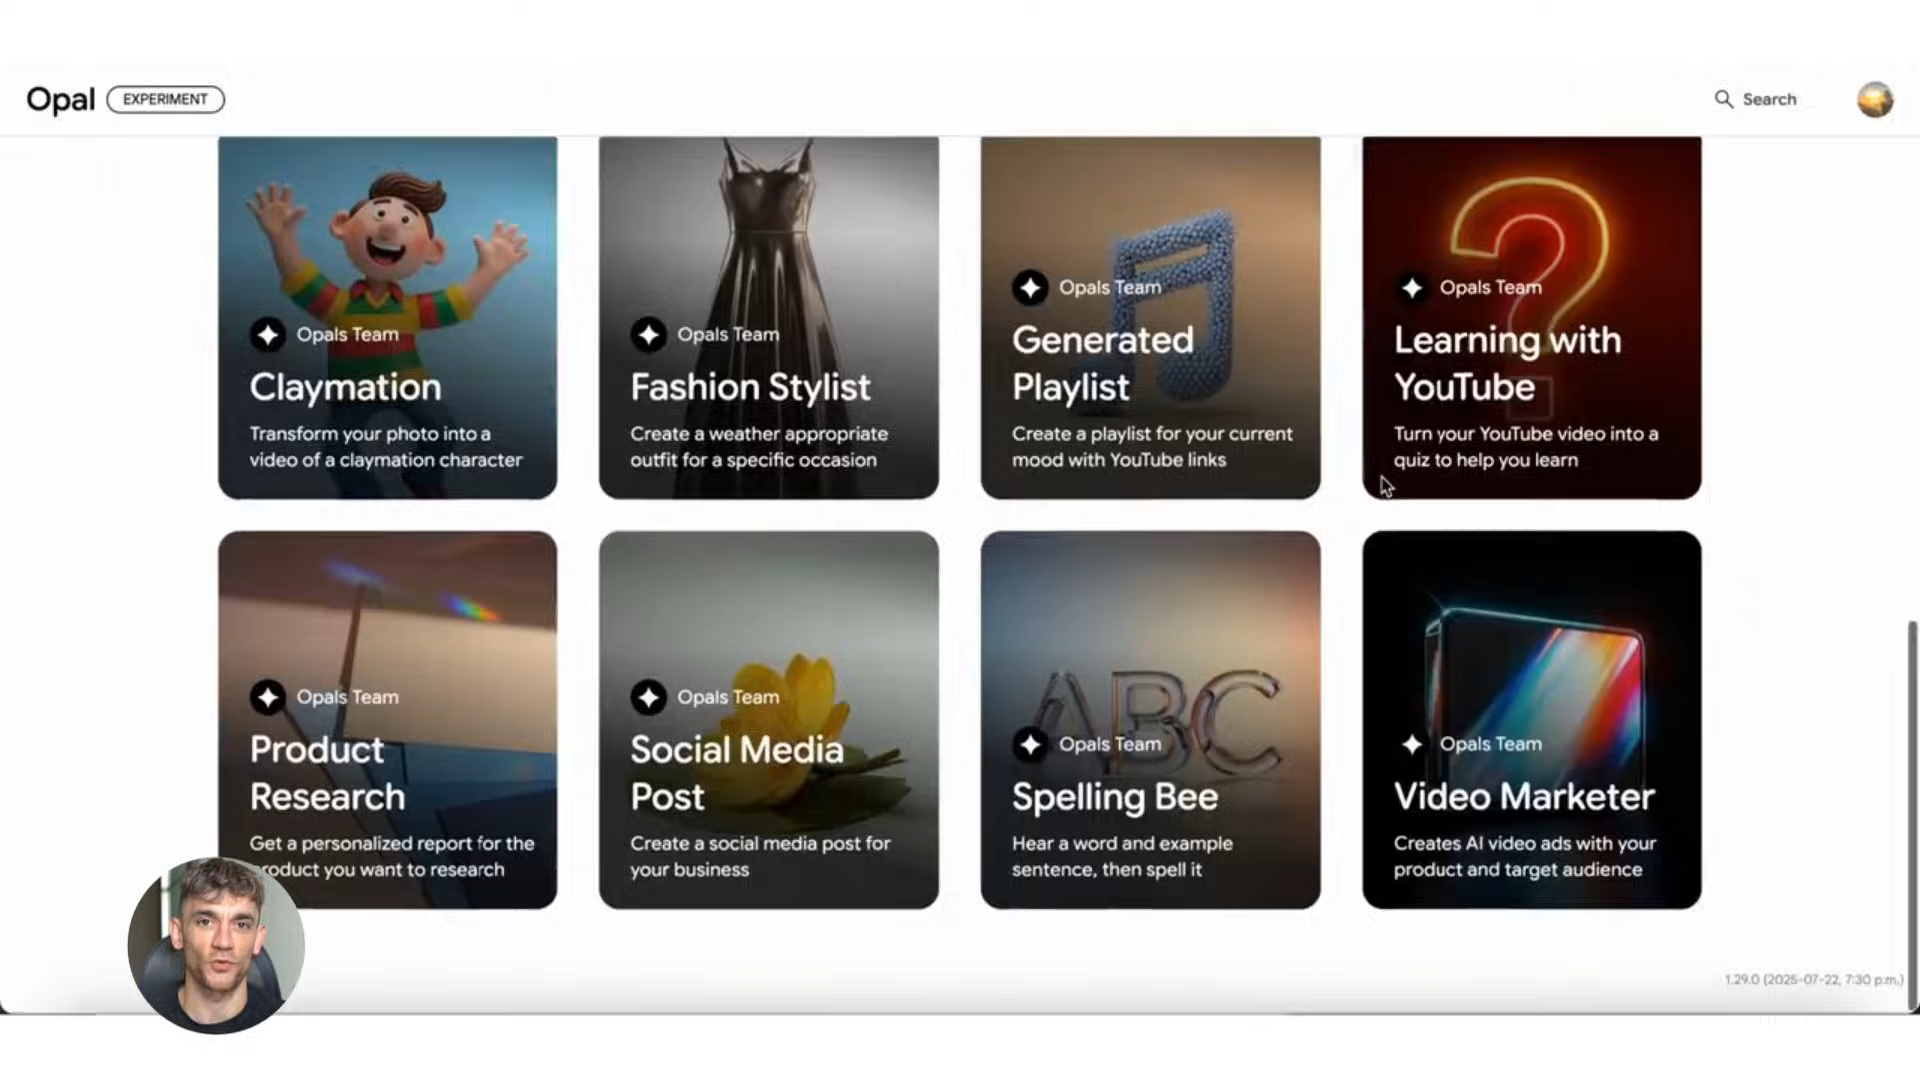 Opal EXPERIMENT
Search
Opals Team
Claymation
Transform your photo into a
video of a claymation character
Opals Team
Fashion Stylist
Create a weather appropriate
outfit for a specific occasion
Opals Team
Generated
Playlist
Create a playlist for your current
mood with YouTube links
Opals Team
Learning with
YouTube
Turn your YouTube video into a
quiz to help you learn
Opals Team
Product
Research
Get a personalized report for the
roduct you want to research
Opals Team
Social Media
Post
Create a social media post for
your business
ABC
Opals Team
Spelling Bee
Hear a word and example
sentence, then spell it
Opals Team
Video Marketer
Creates AI video ads with your
product and target audience
1.29.0 (2025-07-22, 7:30 p.m.)